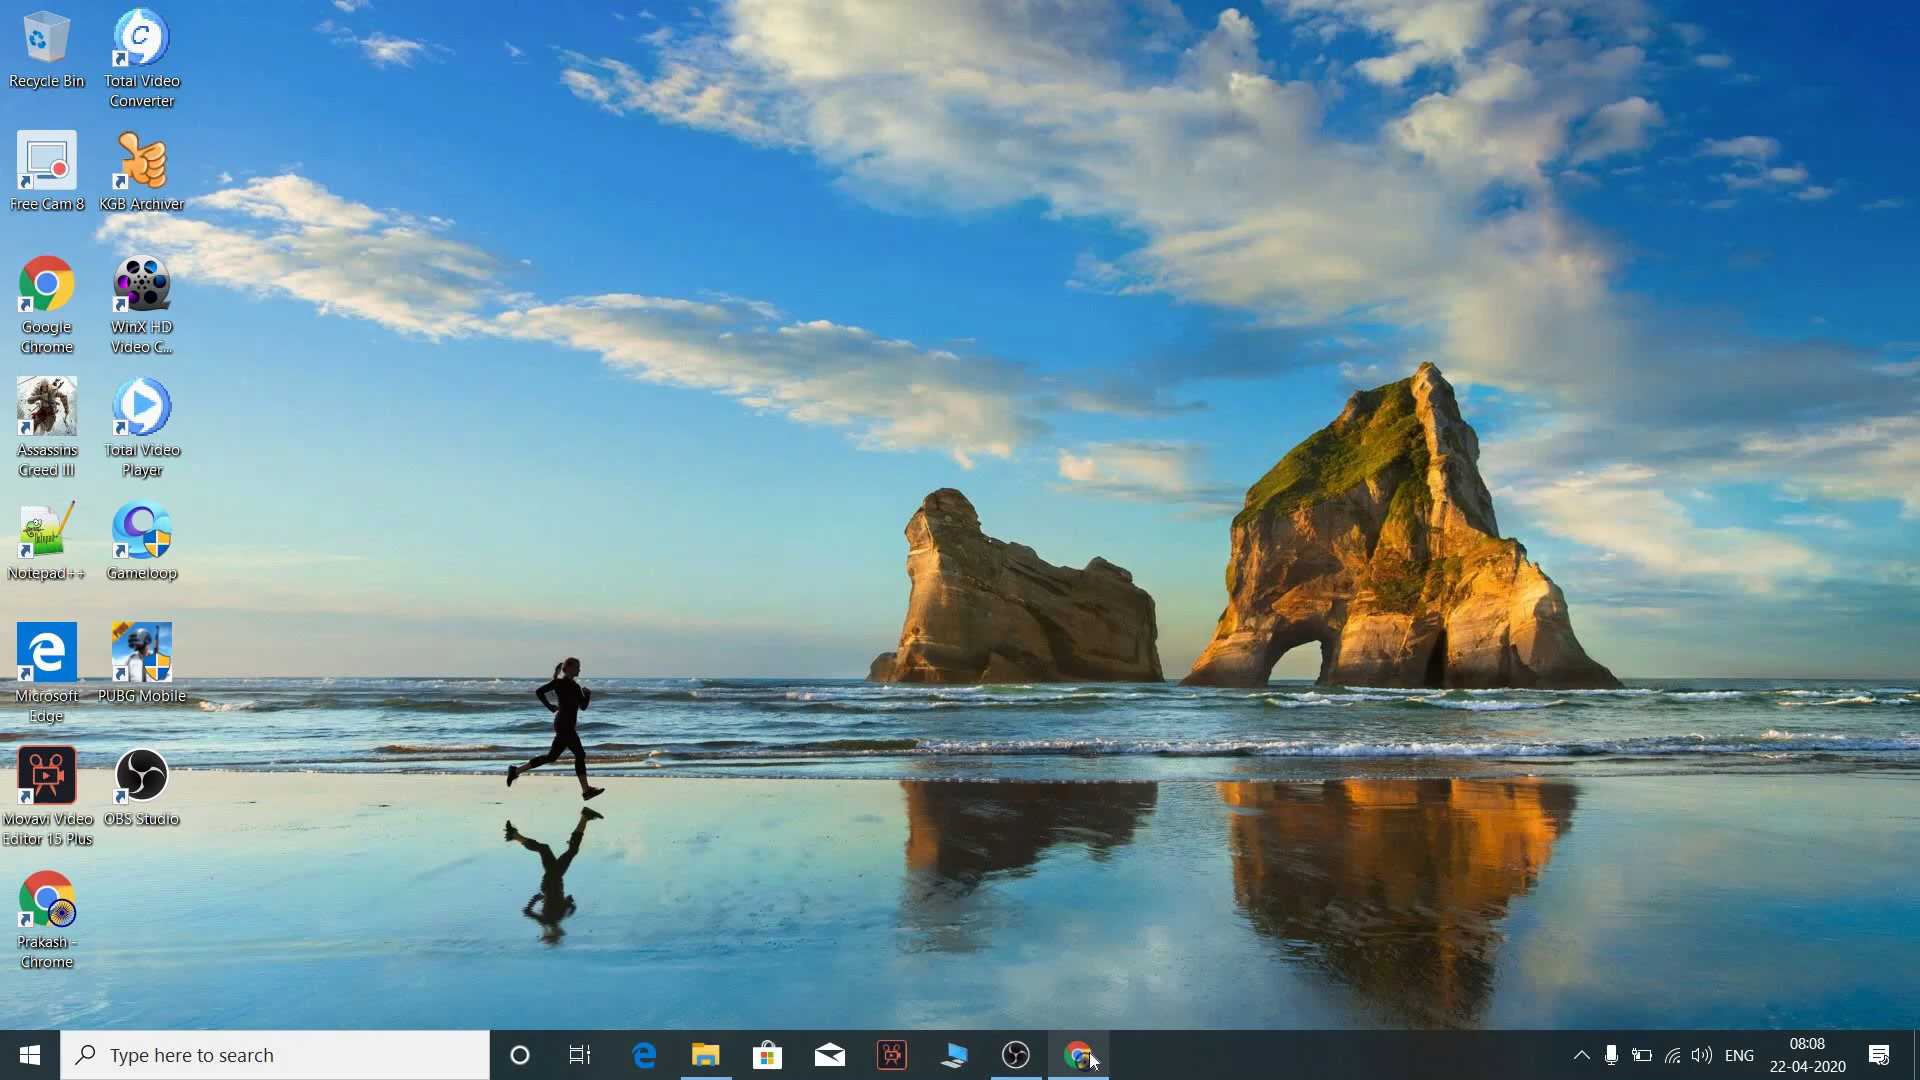 Recycle Bin
Total Video
Converter
Free Cam 8
KGB Archiver
Google
Chrome
WinX HD
Video C...
Assassins
Creed III
Total Video
Player
Notepad++
Gameloop
Microsoft
Edge
PUBG Mobile
Movavi Video
Editor 15 Plus
OBS Studio
Prakash -
Chrome
Type here to search
ENG
08:08
22-04-2020